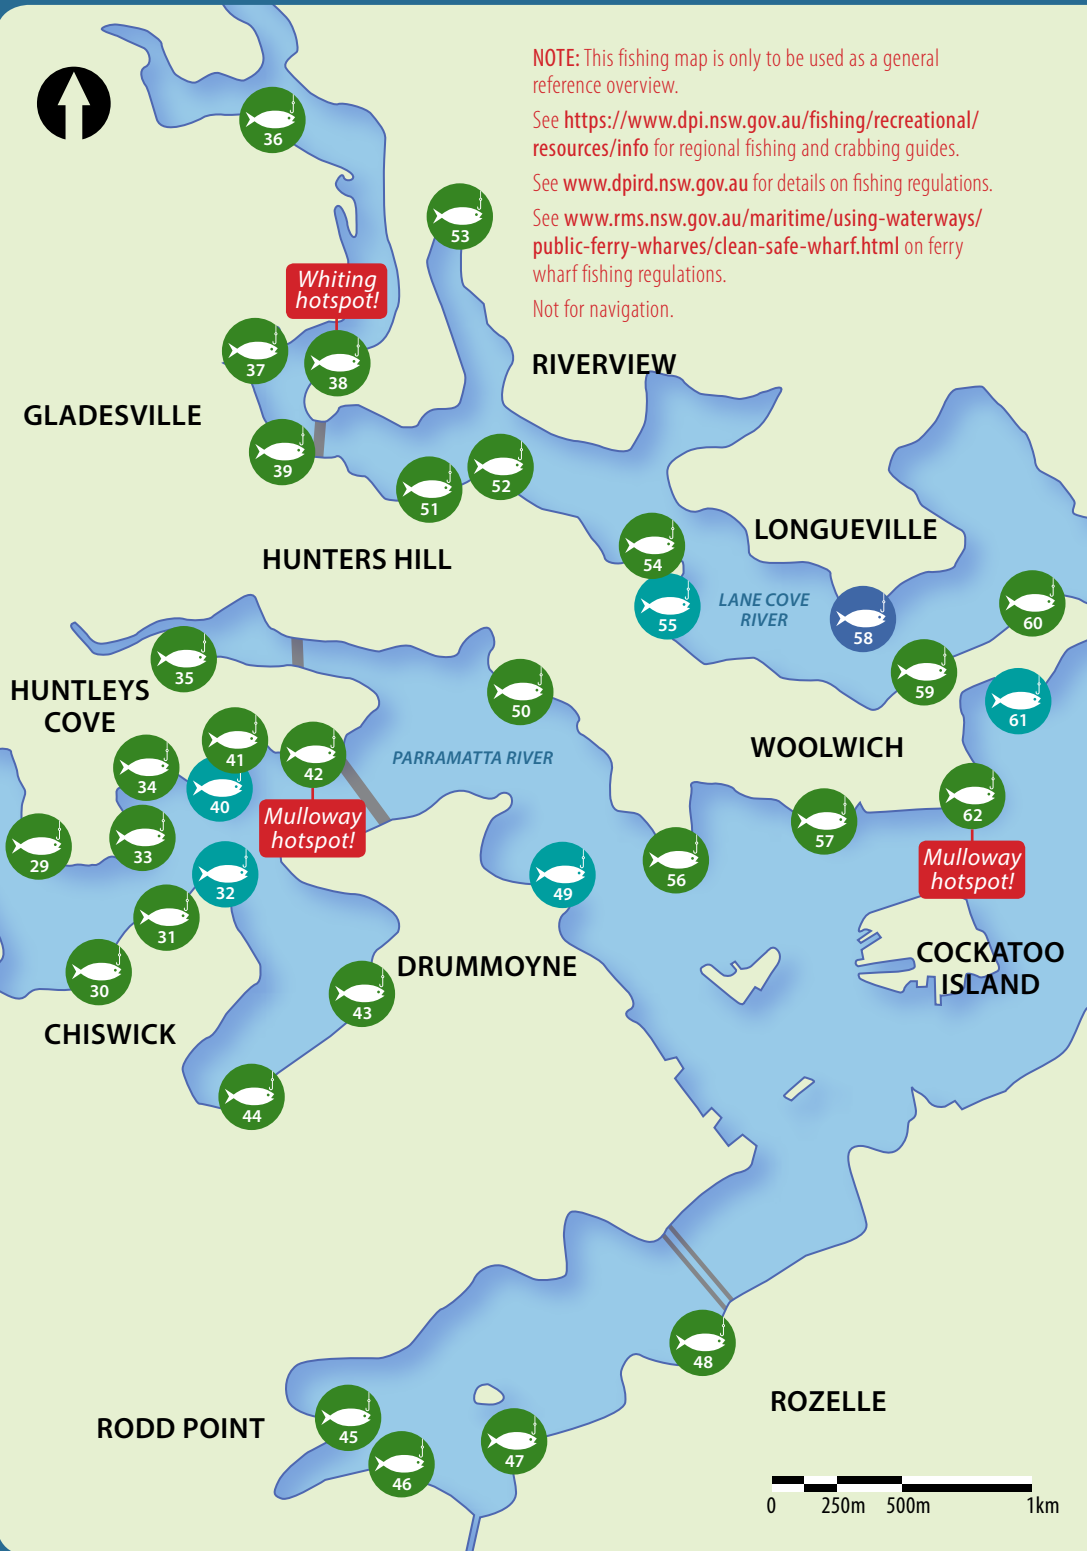 NOTE: This fishing map is only to be used as a general
reference overview.
See https://www.dpi.nsw.gov.au/fishing/recreational/
resources/info for regional fishing and crabbing guides.
See www.dpird.nsw.gov.au for details on fishing regulations.
See www.rms.nsw.gov.au/maritime/using-waterways/
public-ferry-wharves/clean-safe-wharf.html on ferry
wharf fishing regulations.
Not for navigation.
36
53
Whiting
hotspot!
37
38
RIVERVIEW
GLADESVILLE
39
52
51
LONGUEVILLE
HUNTERS HILL
54
55
LANE COVE
RIVER
58
60
35
59
HUNTLEYS
COVE
50
61
41
42
34
40
PARRAMATTA RIVER
WOOLWICH
Mulloway
hotspot!
62
57
29
33
32
49
56
Mulloway
hotspot!
31
30
DRUMMOYNE
COCKATOO
ISLAND
43
CHISWICK
44
48
ROZELLE
RODD POINT
45
46
47
0 250m 500m 1km